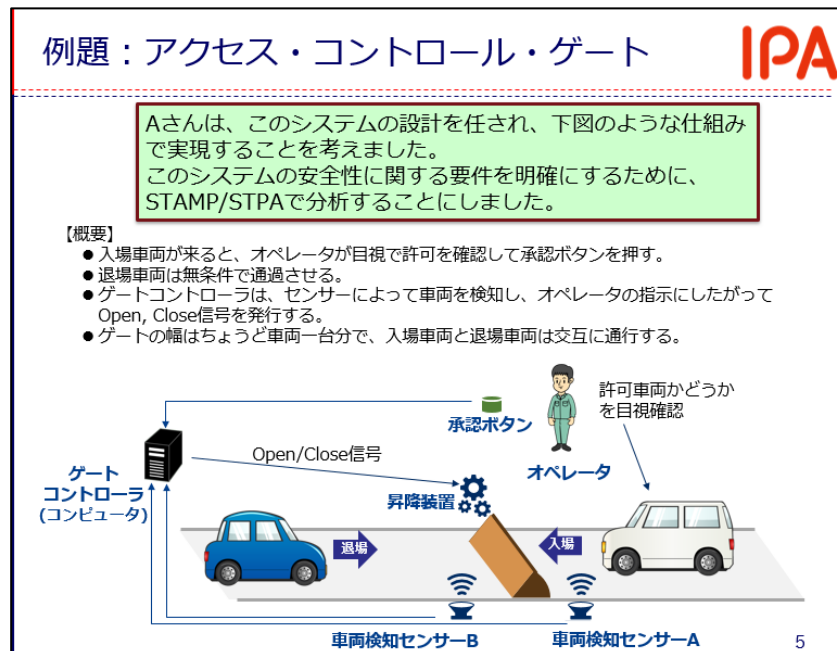 例題：アクセス・コントロール・ゲート
IPA
Aさんは、このシステムの設計を任され、下図のような仕組み
で実現することを考えました。
このシステムの安全性に関する要件を明確にするために、
STAMP/STPAで分析することにしました。
【概要】
● 入場車両が来ると、オペレータが目視で許可を確認して承認ボタンを押す。
● 退場車両は無条件で通過させる。
● ゲートコントローラは、センサーによって車両を検知し、オペレータの指示にしたがって
Open, Close信号を発行する。
● ゲートの幅はちょうど車両一台分で、入場車両と退場車両は交互に通行する。
許可車両かどうか
を目視確認
承認ボタン
オペレータ
Open/Close信号
ゲート
コントローラ
(コンピュータ)
昇降装置
退場
入場
車両検知センサーB
車両検知センサーA
5